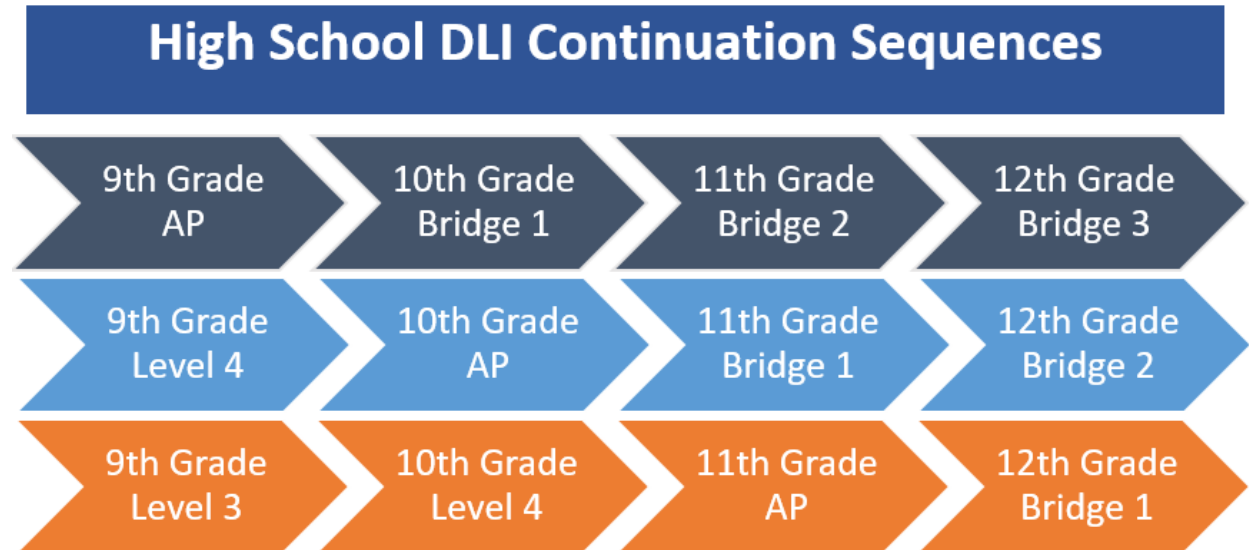 High School DLI Continuation Sequences
9th Grade
AP
10th Grade
Bridge 1
11th Grade
Bridge 2
12th Grade
Bridge 3
9th Grade
Level 4
10th Grade
AP
11th Grade
Bridge 1
12th Grade
Bridge 2
9th Grade
Level 3
10th Grade
Level 4
11th Grade
AP
12th Grade
Bridge 1